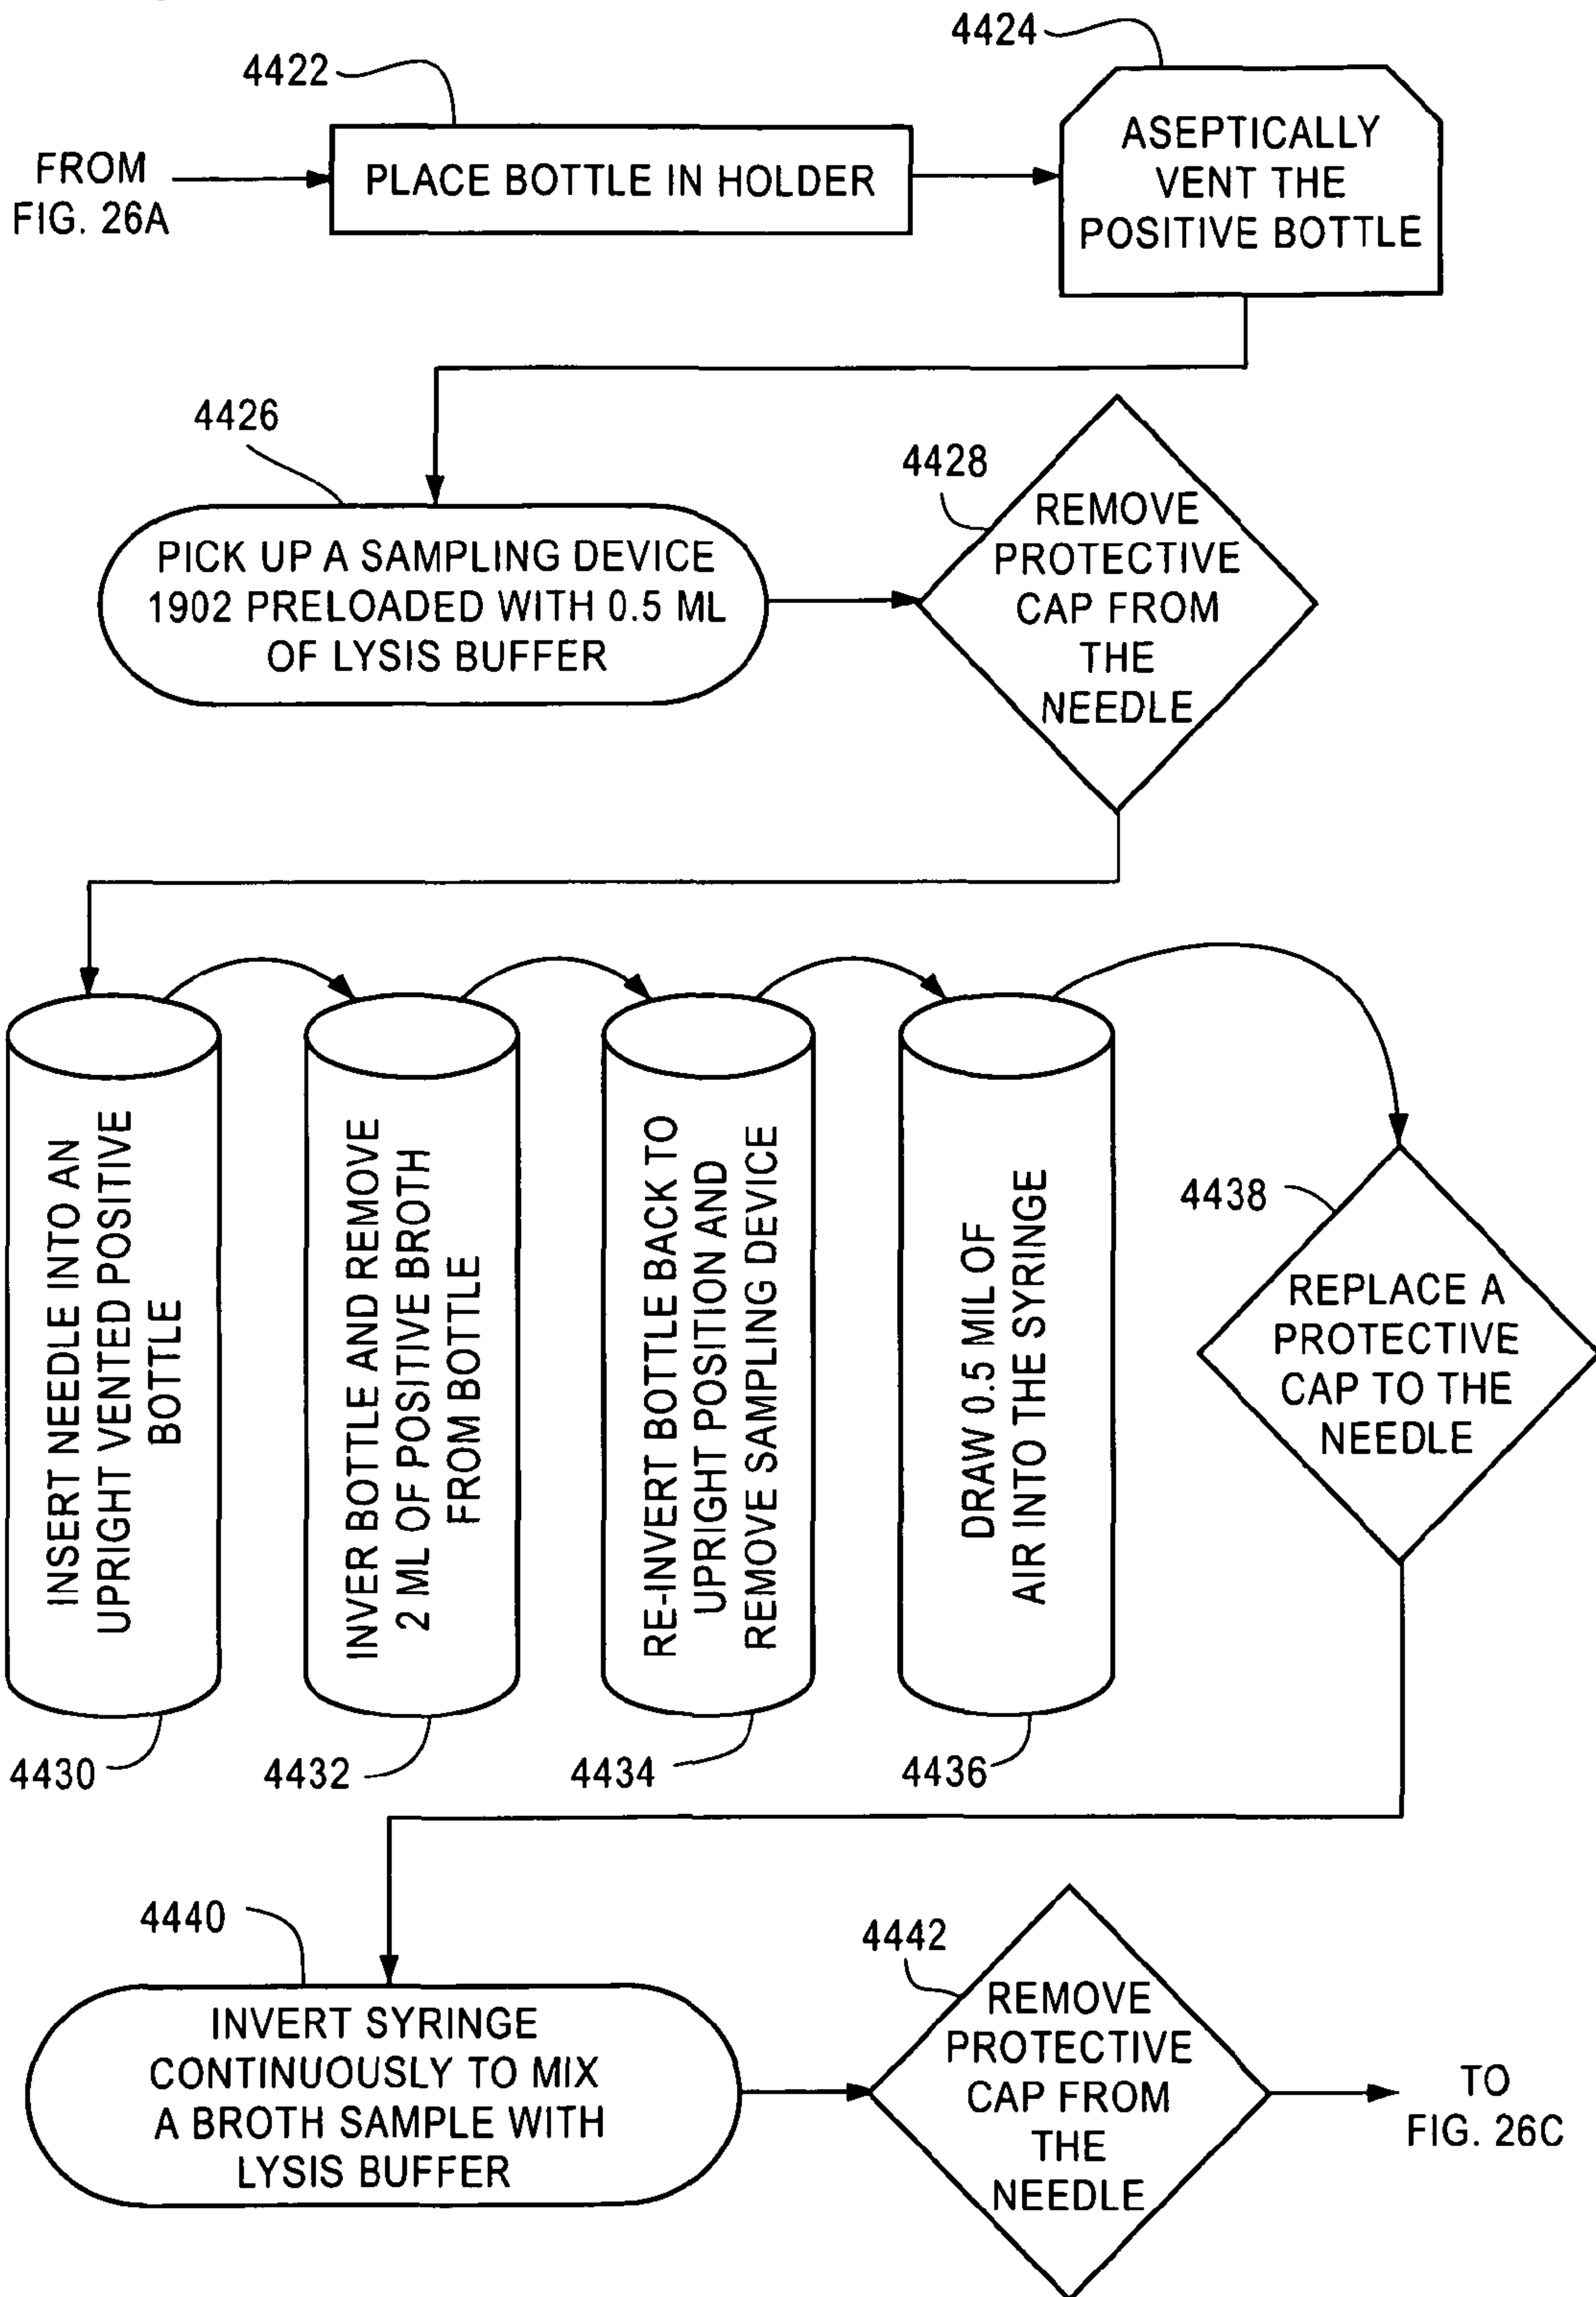 4422
4424
FROM
FIG. 26A
PLACE BOTTLE IN HOLDER
ASEPTICALLY
VENT THE
POSITIVE BOTTLE
4426
PICK UP A SAMPLING DEVICE
1902 PRELOADED WITH 0.5 ML
OF LYSIS BUFFER
4428
REMOVE
PROTECTIVE
CAP FROM
THE
NEEDLE
INSERT NEEDLE INTO AN
UPRIGHT VENTED POSITIVE
BOTTLE
4430
INVER BOTTLE AND REMOVE
2 ML OF POSITIVE BROTH
FROM BOTTLE
4432
RE-INVERT BOTTLE BACK TO
UPRIGHT POSITION AND
REMOVE SAMPLING DEVICE
4434
DRAW 0.5 MIL OF
AIR INTO THE SYRINGE
4436
4438
REPLACE A
PROTECTIVE
CAP TO THE
NEEDLE
4440
INVERT SYRINGE
CONTINUOUSLY TO MIX
A BROTH SAMPLE WITH
LYSIS BUFFER
4442
REMOVE
PROTECTIVE
CAP FROM
THE
NEEDLE
TO
FIG. 26C